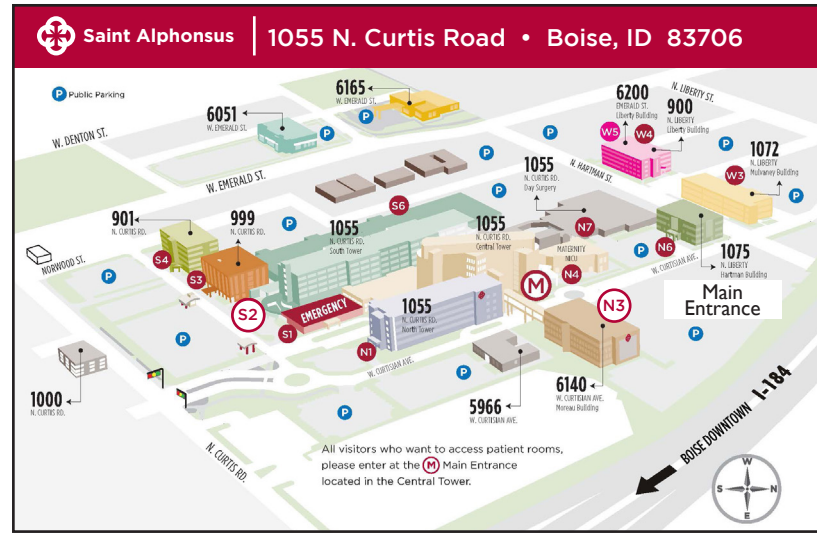 Saint Alphonsus
1055 N. Curtis Road • Boise, ID 83706
P Public Parking
6051
W. EMERALD ST.
6165
W. EMERALD ST.
P
P
P
6200
EMERALD ST.
Liberty Building
W5
W4
900
N. LIBERTY
Liberty Building
N. LIBERTY ST.
P
1072
N. LIBERTY
Mulvaney Building
W3
P
W. DENTON ST.
W. EMERALD ST.
N. HARTMAN ST.
P
1055
N. CURTIS RD.
Day Surgery
N7
S6
901
N. CURTIS RD.
S4
999
N. CURTIS RD.
S3
P
1055
N. CURTIS RD.
South Tower
1055
N. CURTIS RD.
Central Tower
MATERNITY
NICU
N4
P
N6
W. CURTISIAN AVE.
1075
N. LIBERTY
Hartman Building
NORWOOD ST.
P
S2
EMERGENCY
S1
M
N3
Main
Entrance
P
1055
N. CURTIS RD.
North Tower
N1
P
W. CURTISIAN AVE.
P
1000
N. CURTIS RD.
5966
W. CURTISIAN AVE.
6140
W. CURTISIAN AVE.
Moreau Building
P
N. CURTIS RD.
BOISE DOWNTOWN I-184
All visitors who want to access patient rooms,
please enter at the M Main Entrance
located in the Central Tower.
W
S N
E